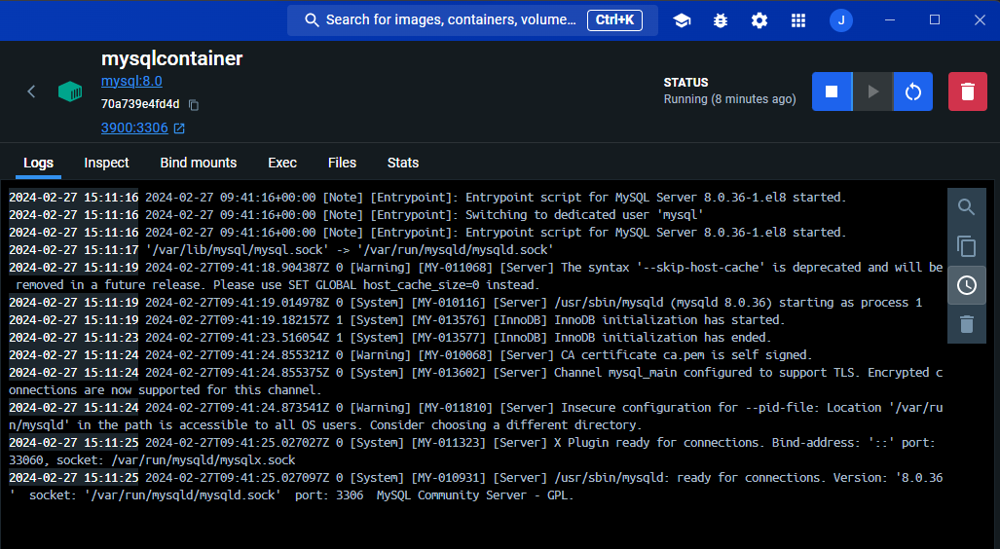 Search for images, containers, volume... Ctrl+K
J
mysqlcontainer
mysql:8.0
70a739e4fd4d
3900:3306
STATUS
Running (8 minutes ago)
Logs Inspect Bind mounts Exec Files Stats
2024-02-27 15:11:16 2024-02-27 09:41:16+00:00 [Note] [Entrypoint]: Entrypoint script for MySQL Server 8.0.36-1.el8 started.
2024-02-27 15:11:16 2024-02-27 09:41:16+00:00 [Note] [Entrypoint]: Switching to dedicated user 'mysql'
2024-02-27 15:11:16 2024-02-27 09:41:16+00:00 [Note] [Entrypoint]: Entrypoint script for MySQL Server 8.0.36-1.el8 started.
2024-02-27 15:11:17 '/var/lib/mysql/mysql.sock' -> '/var/run/mysqld/mysqld.sock'
2024-02-27 15:11:19 2024-02-27T09:41:18.904387Z 0 [Warning] [MY-011068] [Server] The syntax '--skip-host-cache' is deprecated and will be
removed in a future release. Please use SET GLOBAL host_cache_size=0 instead.
2024-02-27 15:11:19 2024-02-27T09:41:19.014978Z 0 [System] [MY-010116] [Server] /usr/sbin/mysqld (mysqld 8.0.36) starting as process 1
2024-02-27 15:11:19 2024-02-27T09:41:19.182157Z 1 [System] [MY-013576] [InnoDB] InnoDB initialization has started.
2024-02-27 15:11:23 2024-02-27T09:41:23.516054Z 1 [System] [MY-013577] [InnoDB] InnoDB initialization has ended.
2024-02-27 15:11:24 2024-02-27T09:41:24.855321Z 0 [Warning] [MY-010068] [Server] CA certificate ca.pem is self signed.
2024-02-27 15:11:24 2024-02-27T09:41:24.855375Z 0 [System] [MY-013602] [Server] Channel mysql_main configured to support TLS. Encrypted c
onnections are now supported for this channel.
2024-02-27 15:11:24 2024-02-27T09:41:24.873541Z 0 [Warning] [MY-011810] [Server] Insecure configuration for --pid-file: Location '/var/ru
n/mysqld' in the path is accessible to all OS users. Consider choosing a different directory.
2024-02-27 15:11:25 2024-02-27T09:41:25.027027Z 0 [System] [MY-011323] [Server] X Plugin ready for connections. Bind-address: '::' port:
33060, socket: /var/run/mysqld/mysqlx.sock
2024-02-27 15:11:25 2024-02-27T09:41:25.027097Z 0 [System] [MY-010931] [Server] /usr/sbin/mysqld: ready for connections. Version: '8.0.36
'  socket: '/var/run/mysqld/mysqld.sock'  port: 3306  MySQL Community Server - GPL.